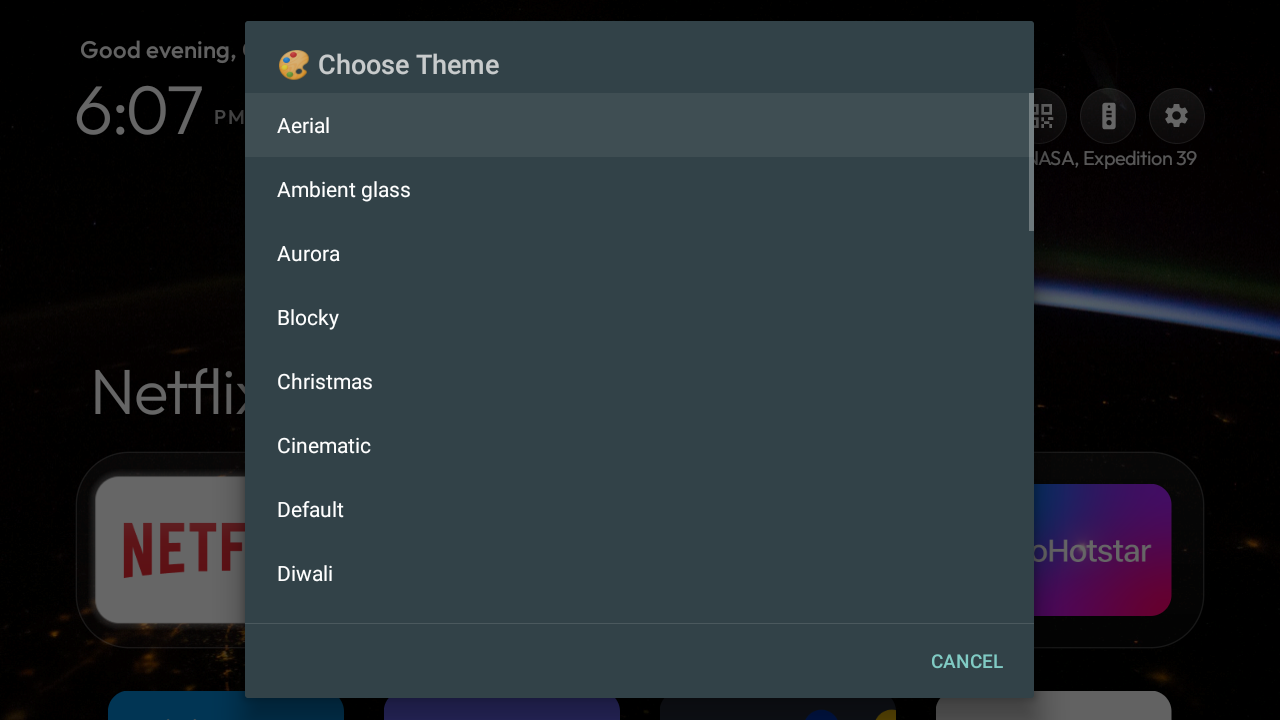 Good evening,
6:07 PM
NASA, Expedition 39
🎨 Choose Theme
Aerial
Ambient glass
Aurora
Blocky
Christmas
Cinematic
Default
Diwali
Netflix
NETF
oHotstar
CANCEL